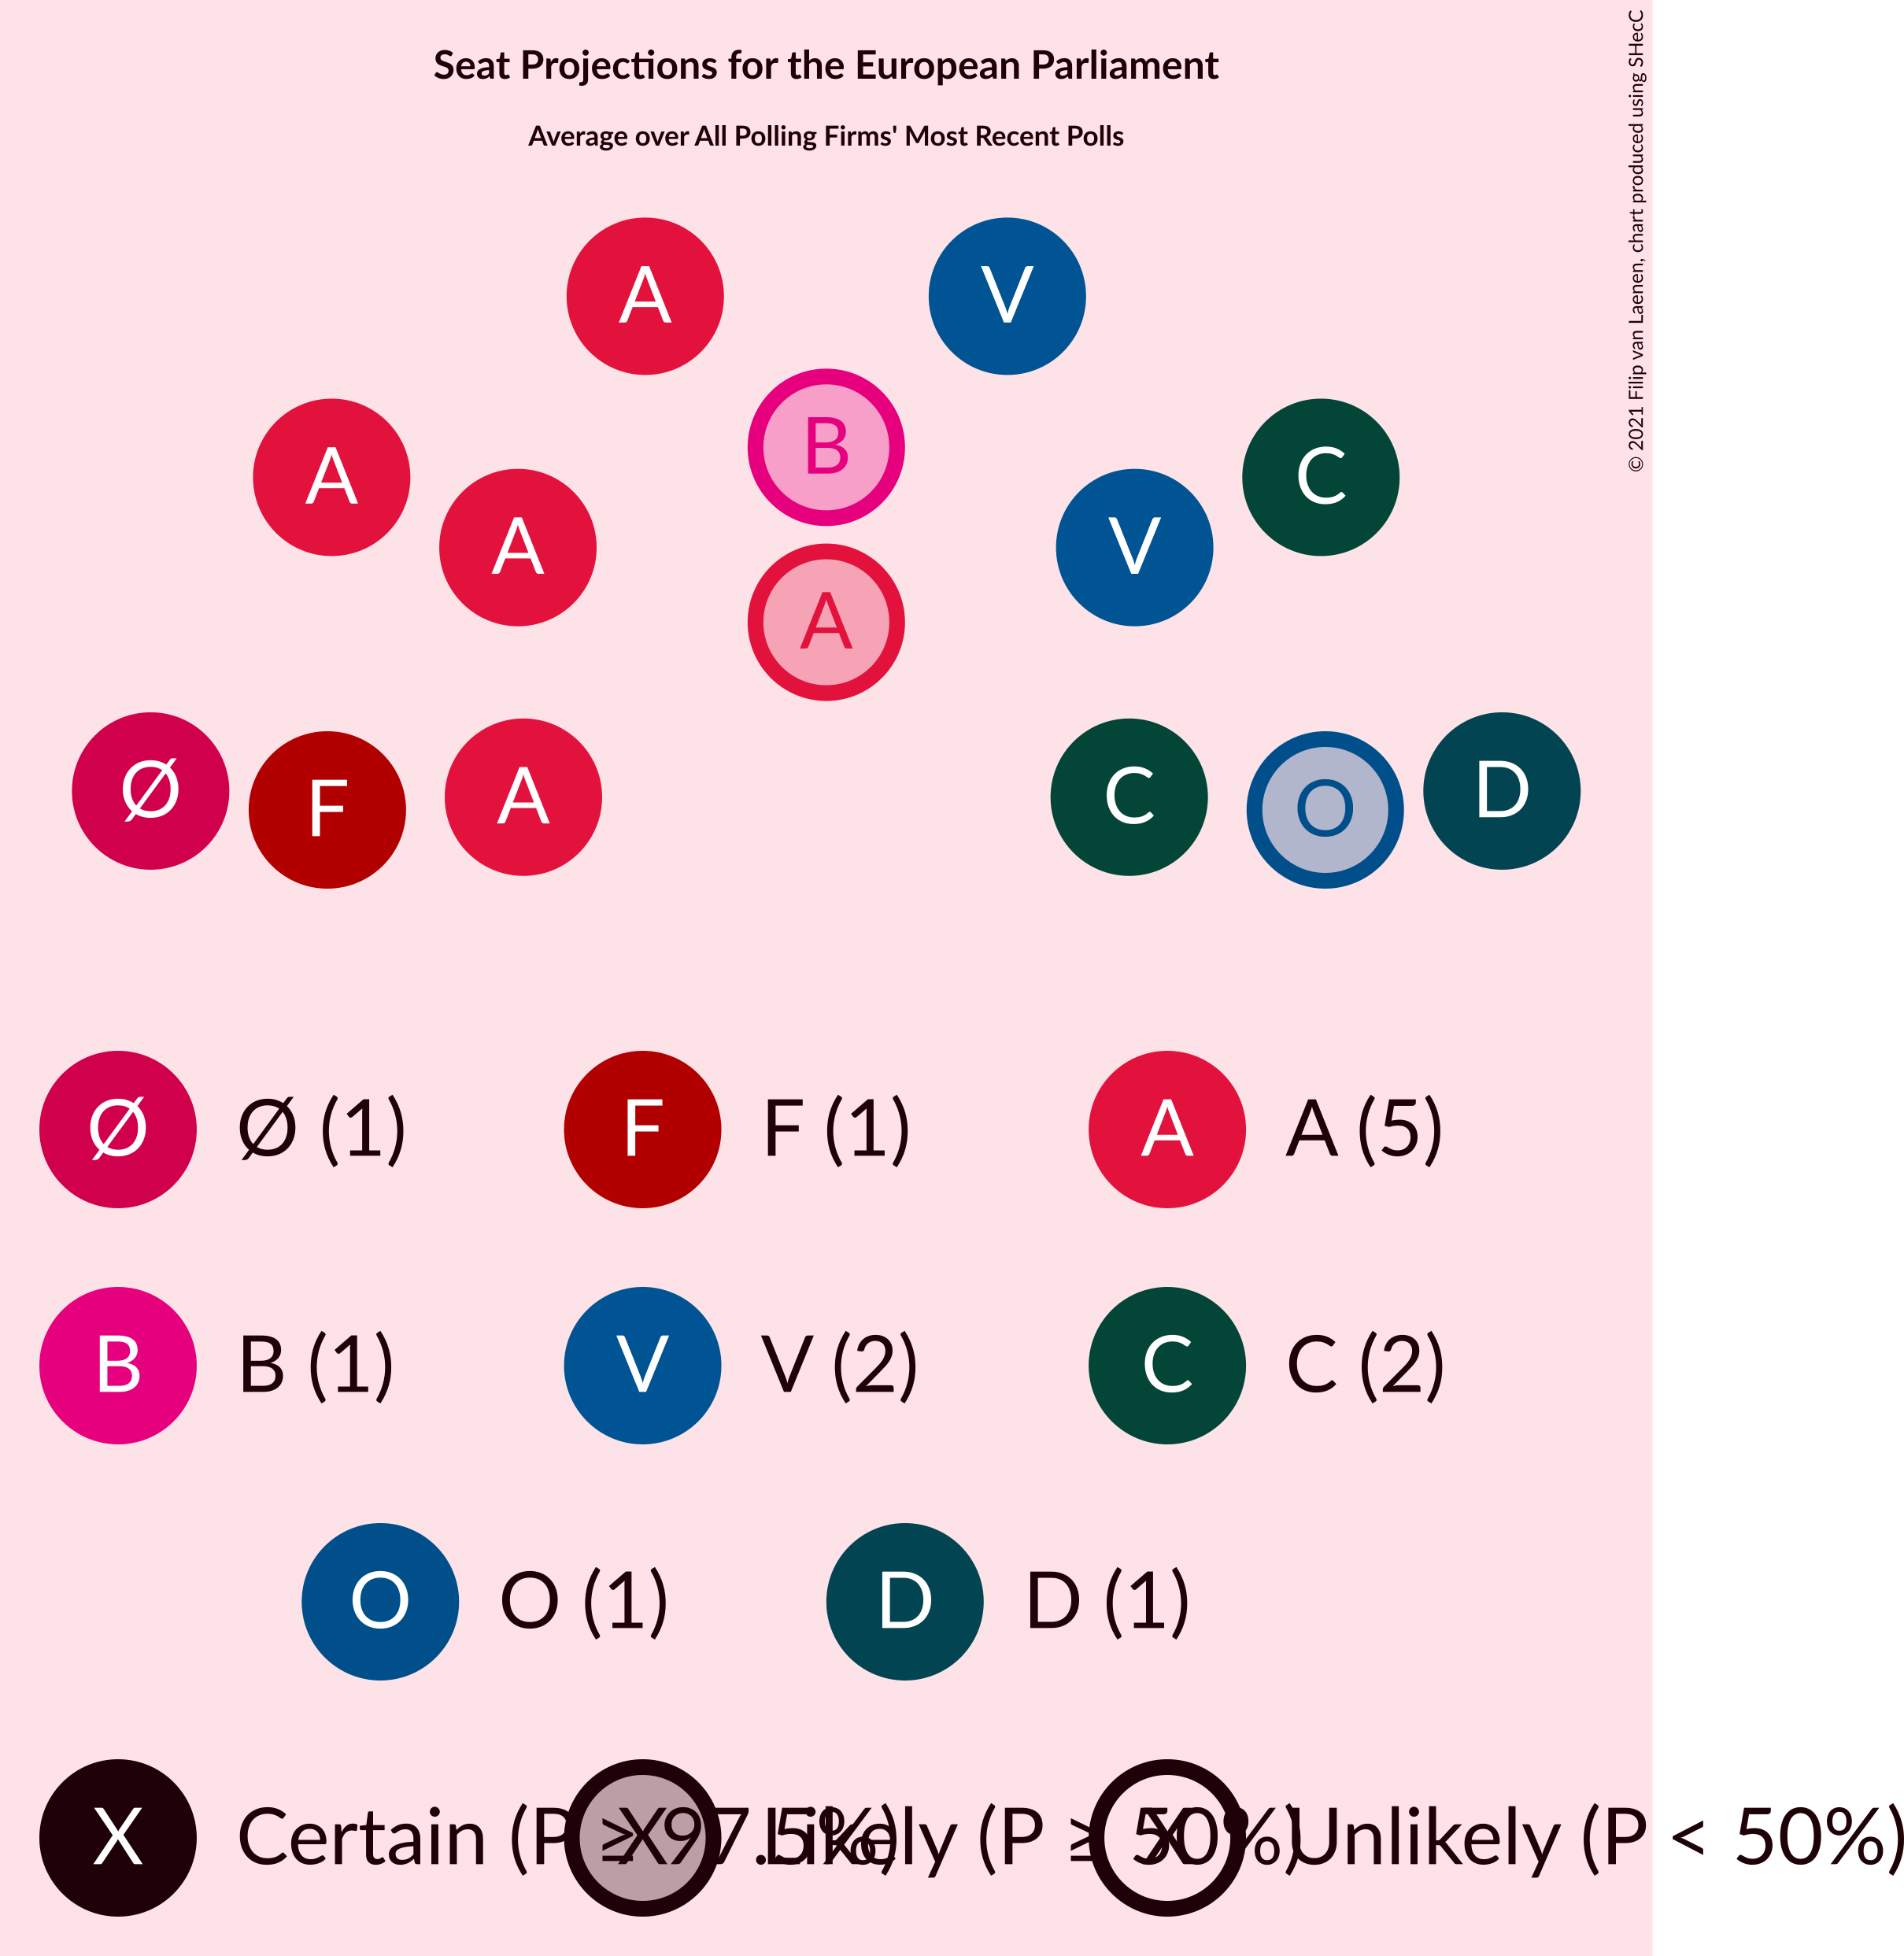 Seat Projections for the European Parliament
Average over All Polling Firms' Most Recent Polls
© 2021 Filip van Laenen, chart produced using SHecC
A V
B
A C
A V
A
Ø D
A C
F O
Ø Ø (1) F F (1) A A (5)
B B (1) V V (2) C C (2)
O O (1) D D (1)
X Certain (P ≥ 97.5%) X Likely (P ≥ 50%) X Unlikely (P < 50%)